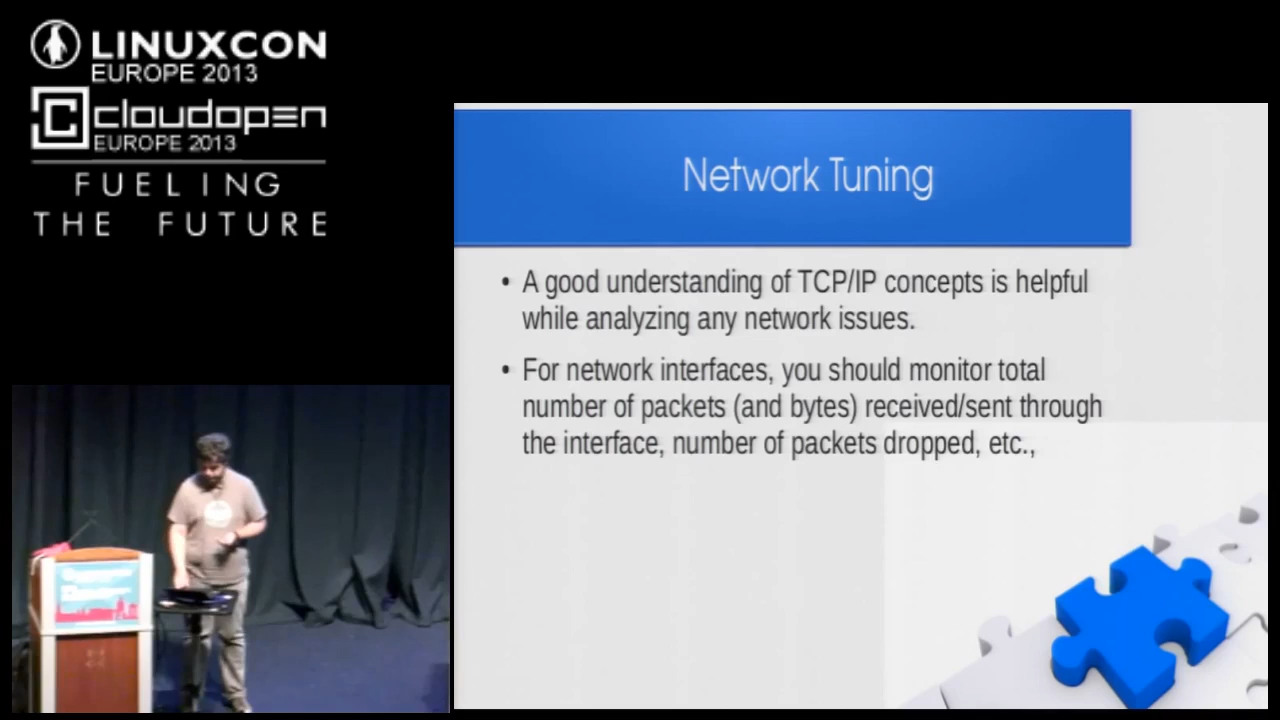 LINUXCON
EUROPE 2013
cloudopen
EUROPE 2013
FUELING
THE FUTURE
Network Tuning
• A good understanding of TCP/IP concepts is helpful
while analyzing any network issues.
• For network interfaces, you should monitor total
number of packets (and bytes) received/sent through
the interface, number of packets dropped, etc.,